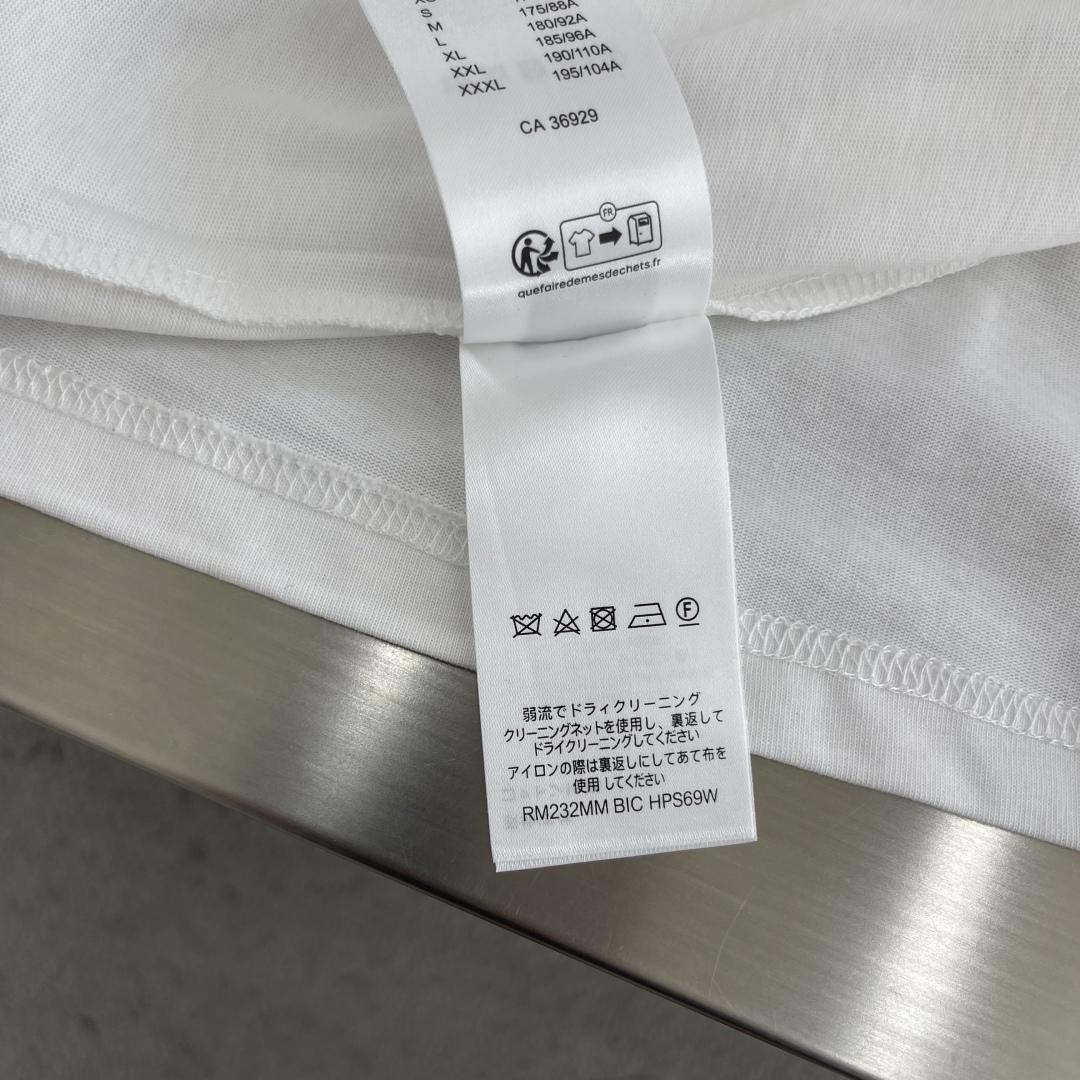 S 175/88A
M 180/92A
L 185/96A
XL 190/110A
XXL 195/104A
XXXL
CA 36929
FR
quefairedemesdechets.fr
F
弱流でドライクリーニング
クリーニングネットを使用し、裏返して
ドライクリーニングしてください
アイロンの際は裏返しにしてあて布を
使用 してください
RM232MM BIC HPS69W